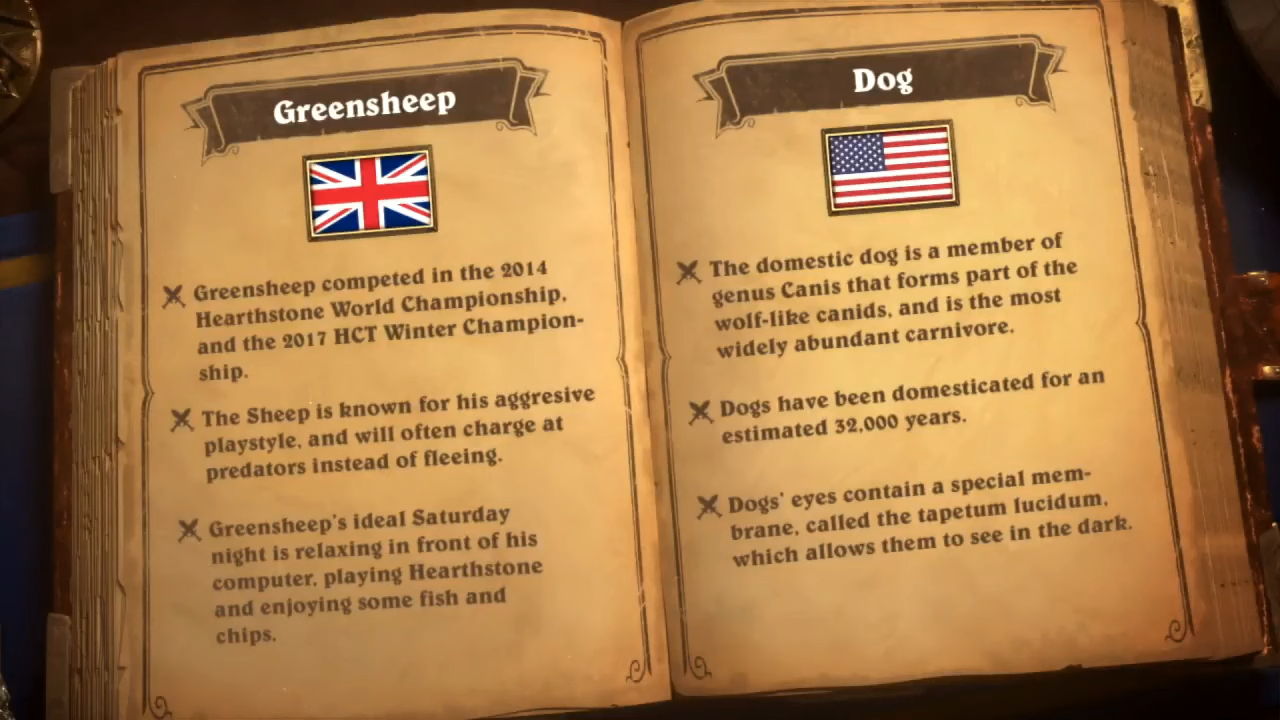 Greensheep
Greensheep competed in the 2014
Hearthstone World Championship,
and the 2017 HCT Winter Champion-
ship.
The Sheep is known for his aggresive
playstyle, and will often charge at
predators instead of fleeing.
Greensheep's ideal Saturday
night is relaxing in front of his
computer, playing Hearthstone
and enjoying some fish and
chips.
Dog
The domestic dog is a member of
genus Canis that forms part of the
wolf-like canids, and is the most
widely abundant carnivore.
Dogs have been domesticated for an
estimated 32,000 years.
Dogs' eyes contain a special mem-
brane, called the tapetum lucidum,
which allows them to see in the dark.